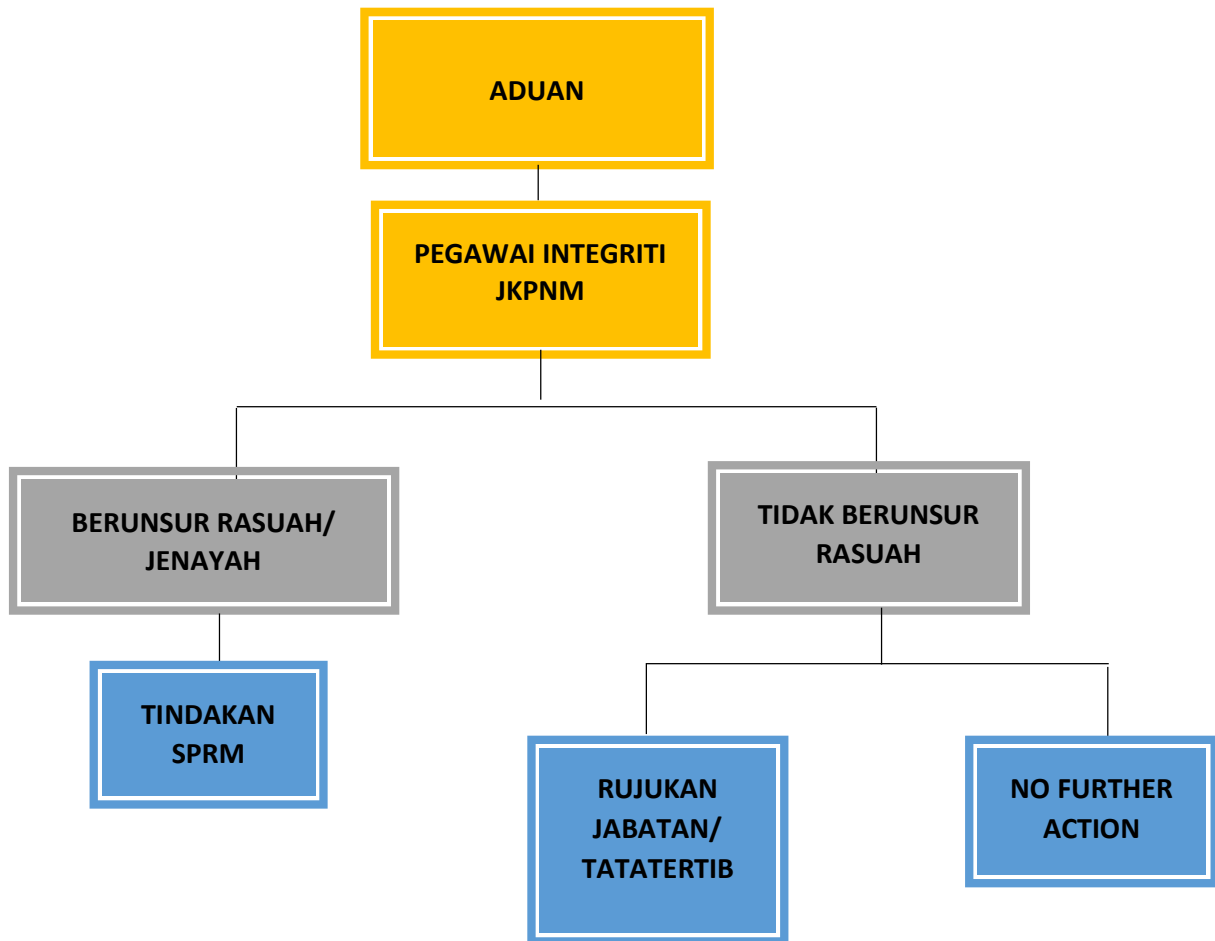 ADUAN
PEGAWAI INTEGRITI
JKPNM
BERUNSUR RASUAH/
JENAYAH
TIDAK BERUNSUR
RASUAH
TINDAKAN
SPRM
RUJUKAN
JABATAN/
TATATERTIB
NO FURTHER
ACTION